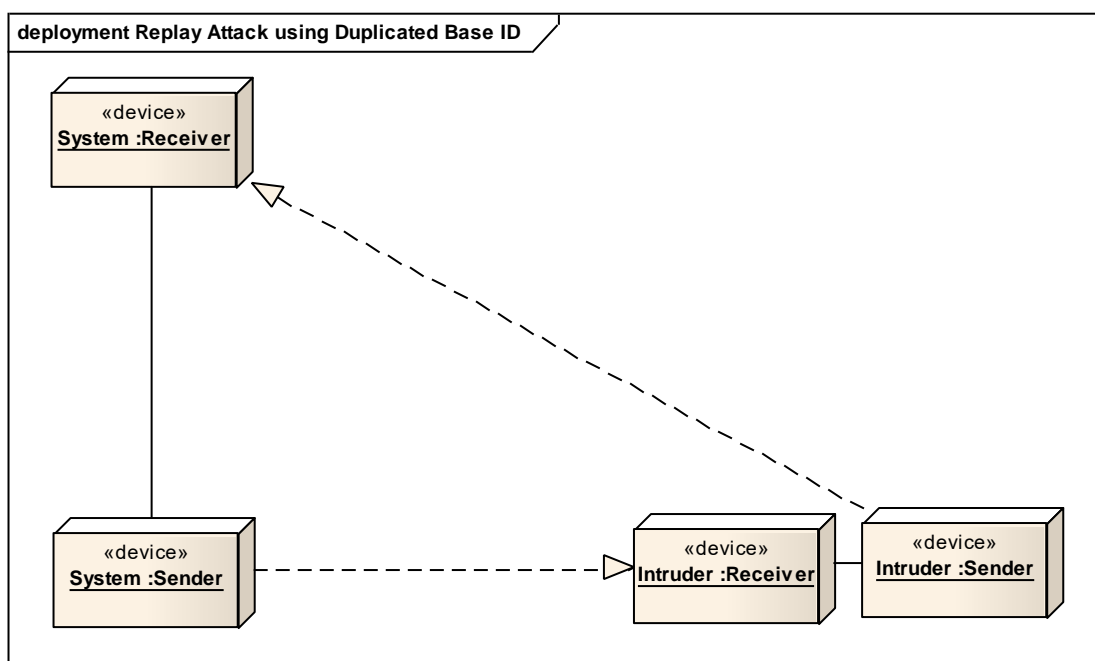 deployment Replay Attack using Duplicated Base ID
«device»
System :Receiver
«device»
System :Sender
«device»
Intruder :Receiver
«device»
Intruder :Sender